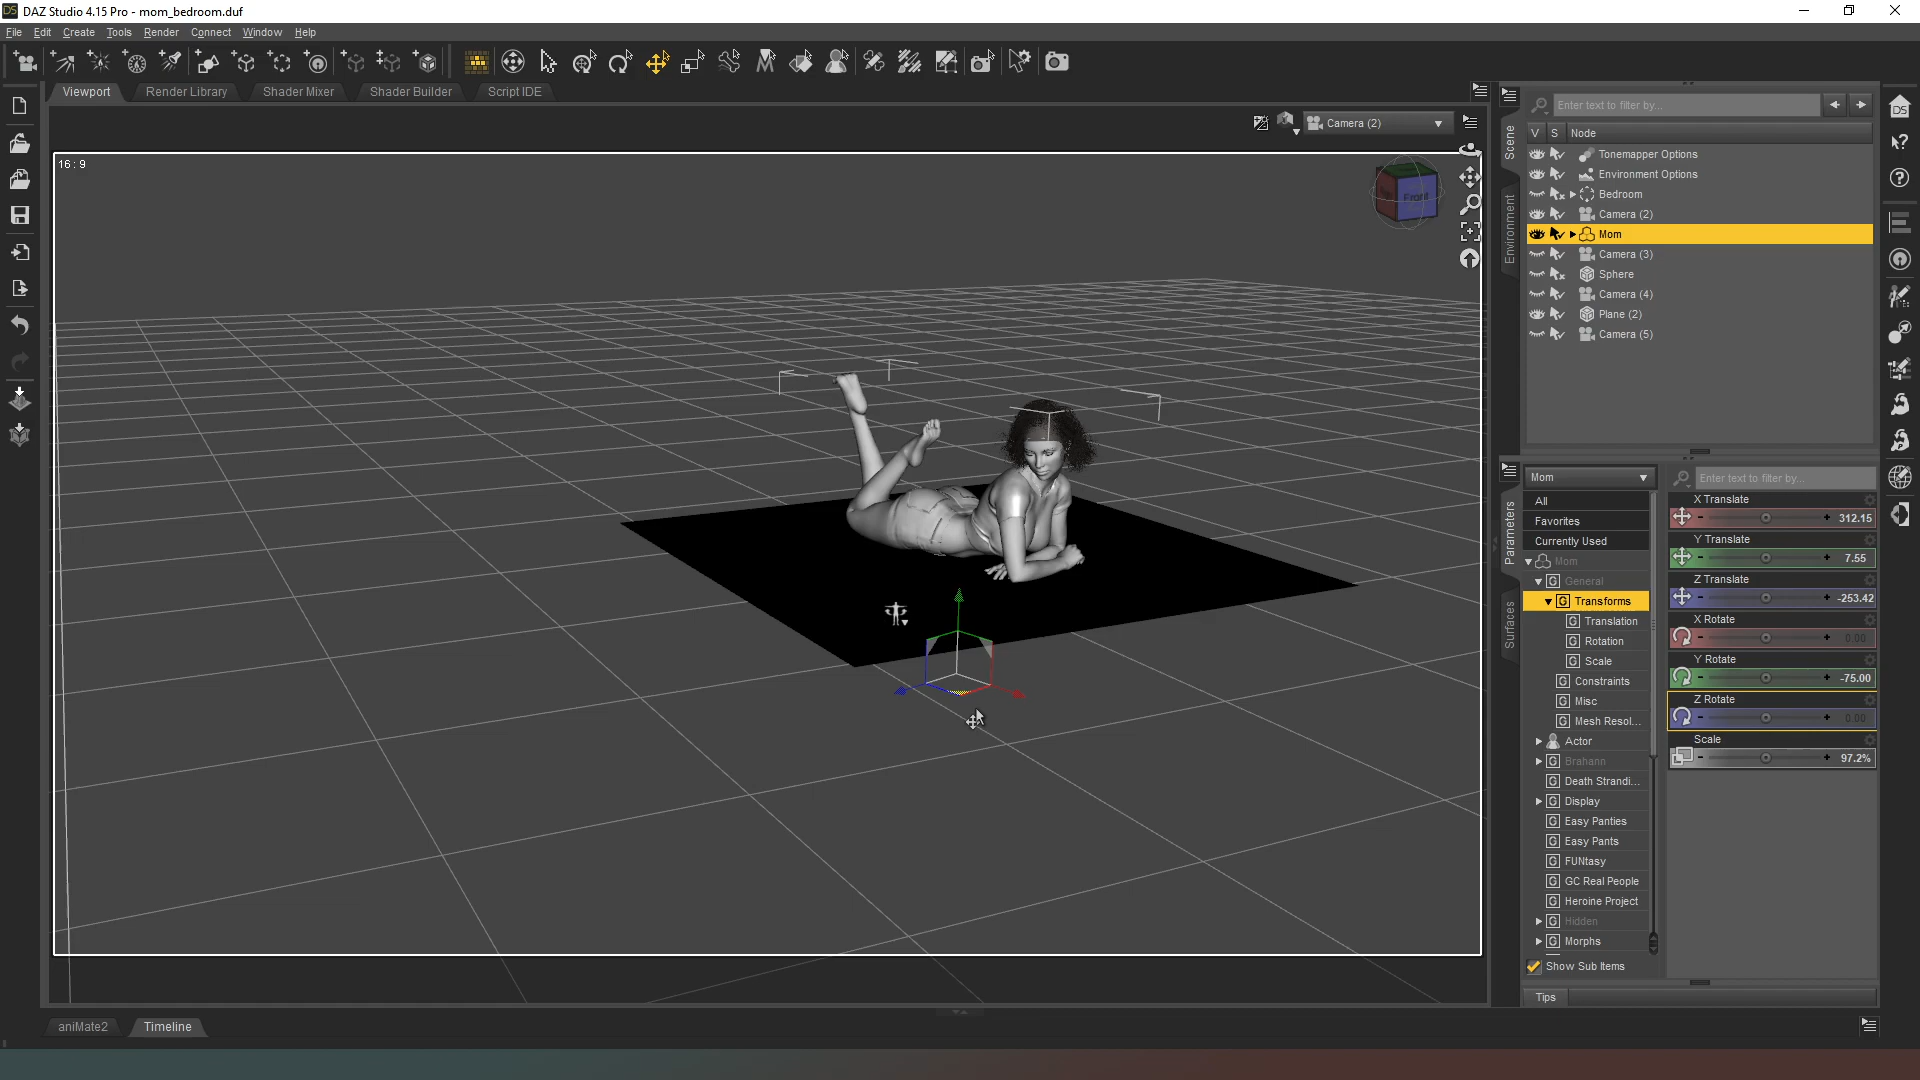 DAZ Studio 4.15 Pro - mom_bedroom.duf
File Edit Create Tools Render Connect Window Help
Viewport Render Library Shader Mixer Shader Builder Script IDE
Camera (2)
16 : 9
Front
Scene
Environment
Enter text to filter by...
V S Node
Tonemapper Options
Environment Options
Bedroom
Camera (2)
Mom
Camera (3)
Sphere
Camera (4)
Plane (2)
Camera (5)
Parameters
Surfaces
Mom
All
Favorites
Currently Used
Mom
General
Transforms
Translation
Rotation
Scale
Constraints
Misc
Mesh Resol...
Actor
Brahann
Death Strandi...
Display
Easy Panties
Easy Pants
FUNtasy
GC Real People
Heroine Project
Hidden
Morphs
Show Sub Items
Enter text to filter by...
X Translate
312.15
Y Translate
7.55
Z Translate
-253.42
X Rotate
0.00
Y Rotate
-75.00
Z Rotate
0.00
Scale
97.2%
Tips
aniMate2 Timeline